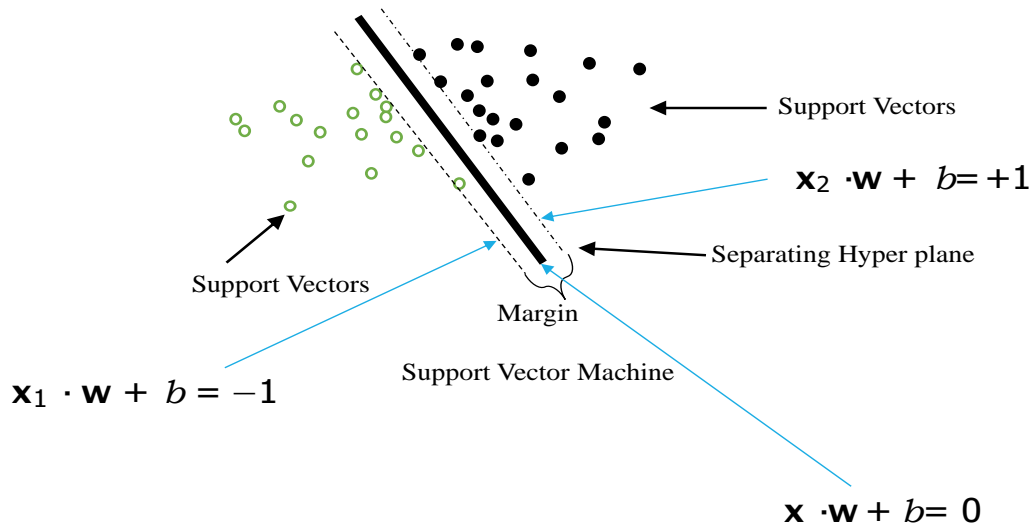 Support Vectors
x₂ ·w + b= +1
Separating Hyper plane
Support Vectors
Margin
Support Vector Machine
x₁ · w + b = −1
x ·w + b= 0